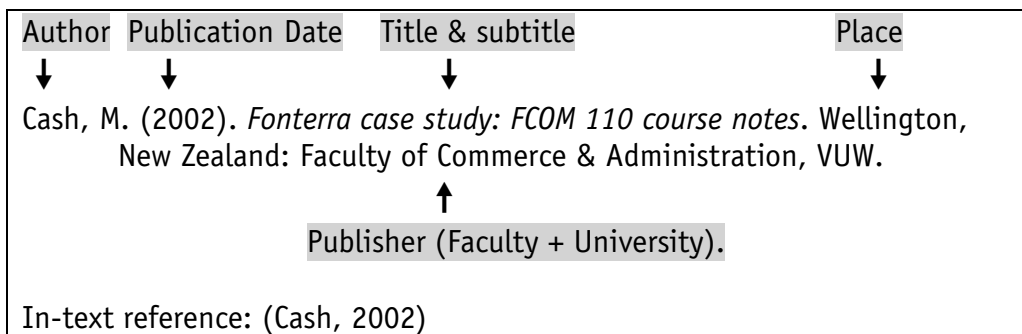 Author Publication Date Title & subtitle Place
Cash, M. (2002). Fonterra case study: FCOM 110 course notes. Wellington,
New Zealand: Faculty of Commerce & Administration, VUW.
Publisher (Faculty + University).
In-text reference: (Cash, 2002)